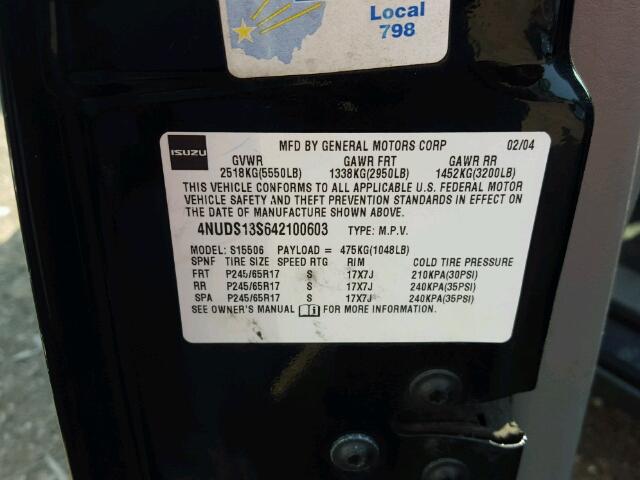 Local
798
ISUZU
MFD BY GENERAL MOTORS CORP 02/04
GVWR GAWR FRT GAWR RR
2518KG(5550LB) 1338KG(2950LB) 1452KG(3200LB)
THIS VEHICLE CONFORMS TO ALL APPLICABLE U.S. FEDERAL MOTOR
VEHICLE SAFETY AND THEFT PREVENTION STANDARDS IN EFFECT ON
THE DATE OF MANUFACTURE SHOWN ABOVE.
4NUDS13S642100603 TYPE: M.P.V.
MODEL: S15506 PAYLOAD = 475KG(1048LB)
SPNF TIRE SIZE SPEED RTG RIM COLD TIRE PRESSURE
FRT P245/65R17 S 17X7J 210KPA(30PSI)
RR P245/65R17 S 17X7J 240KPA(35PSI)
SPA P245/65R17 S 17X7J 240KPA(35PSI)
SEE OWNER'S MANUAL FOR MORE INFORMATION.